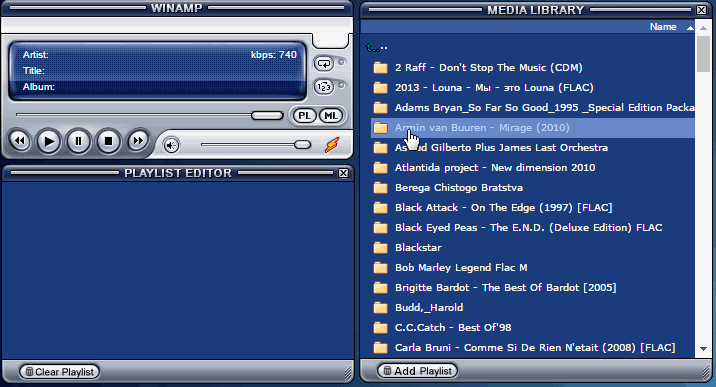 WINAMP
Artist:
kbps: 740
Title:
Album:
123
PL
ML
PLAYLIST EDITOR
Clear Playlist
MEDIA LIBRARY
Name
..
2 Raff - Don't Stop The Music (CDM)
2013 - Louna - Мы - это Louna (FLAC)
Adams Bryan_So Far So Good_1995 _Special Edition Packa
Armin van Buuren - Mirage (2010)
Gilberto Plus James Last Orchestra
Atlantida project - New dimension 2010
Berega Chistogo Bratstva
Black Attack - On The Edge (1997) [FLAC]
Black Eyed Peas - The E.N.D. (Deluxe Edition) FLAC
Blackstar
Bob Marley Legend Flac M
Brigitte Bardot - The Best Of Bardot [2005]
Budd,_Harold
C.C.Catch - Best Of'98
Carla Bruni - Comme Si De Rien N'etait (2008) [FLAC]
Add Playlist